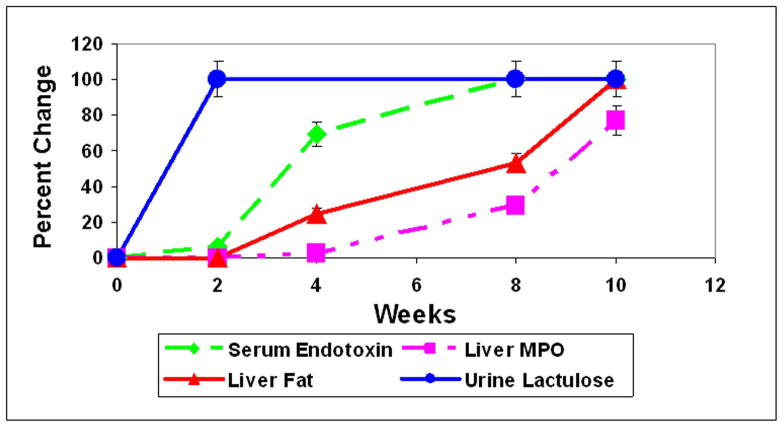 120
100
80
60
40
20
0
Percent Change
0 2 4 6 8 10 12
Weeks
Serum Endotoxin Liver MPO
Liver Fat Urine Lactulose